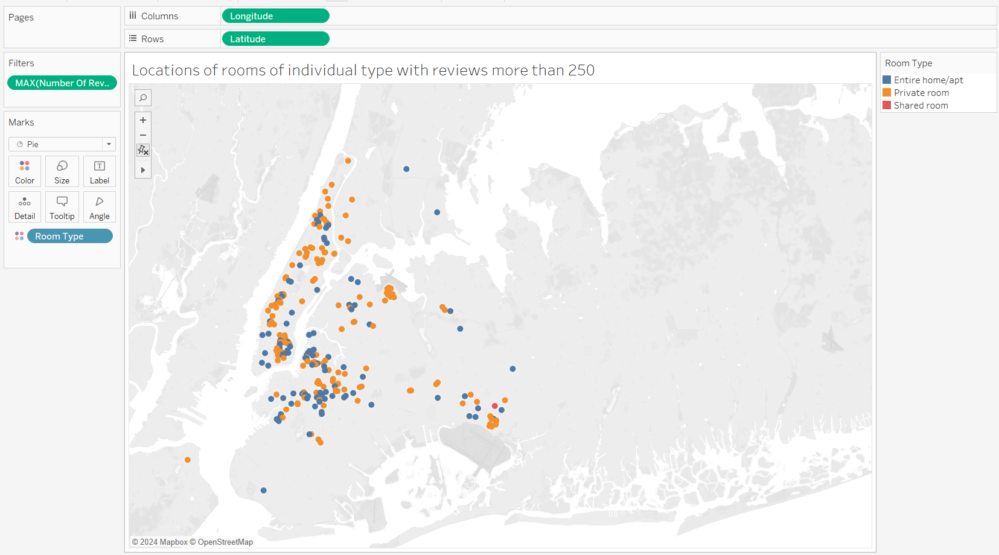 Pages
Columns
Longitude
Rows
Latitude
Filters
MAX(Number Of Rev..
Marks
Pie
Color
Size
T
Label
Detail
Tooltip
Angle
Room Type
Locations of rooms of individual type with reviews more than 250
© 2024 Mapbox © OpenStreetMap
Room Type
Entire home/apt
Private room
Shared room